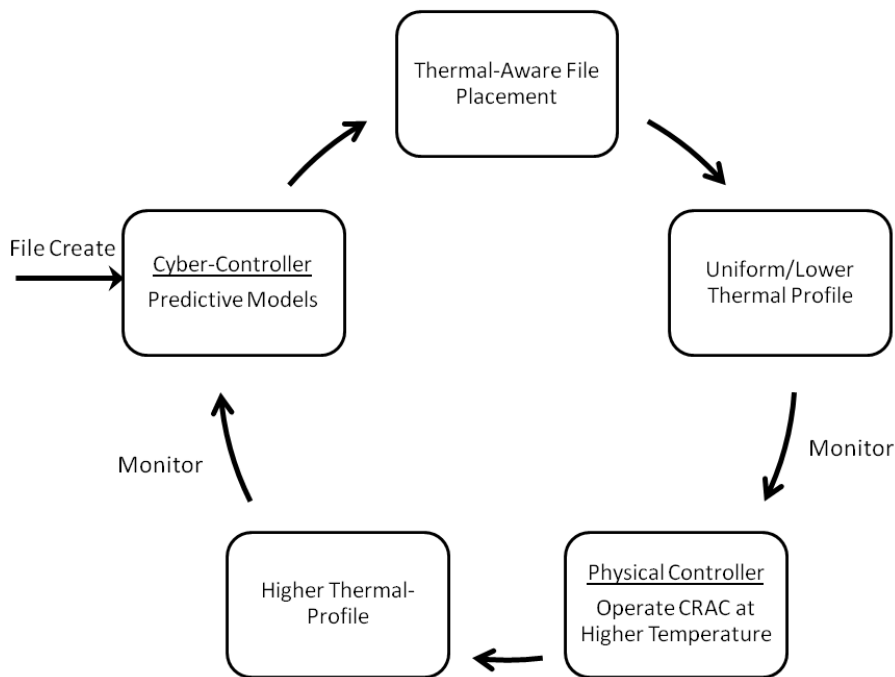 Thermal-Aware File
Placement
File Create
Cyber-Controller
Predictive Models
Uniform/Lower
Thermal Profile
Monitor
Monitor
Higher Thermal-
Profile
Physical Controller
Operate CRAC at
Higher Temperature